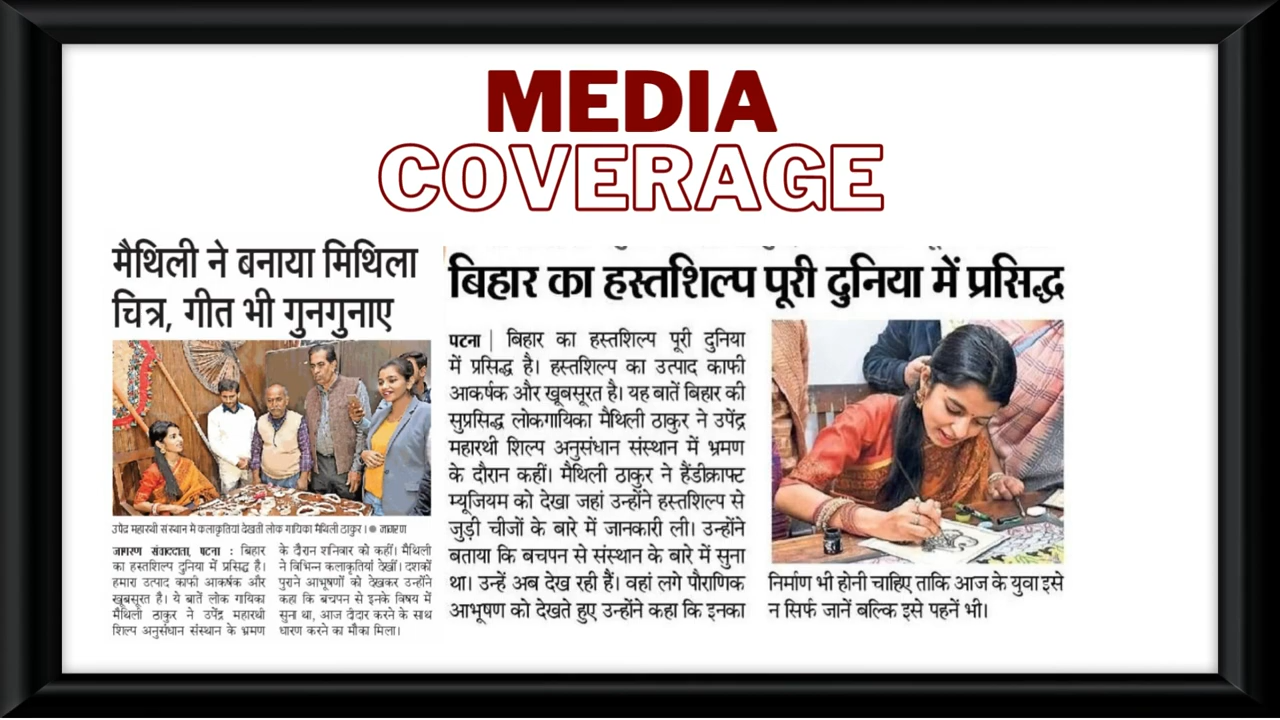 MEDIA
COVERAGE
मैथिली ने बनाया मिथिला
चित्र, गीत भी गुनगुनाए
उपेंद्र महारथी संस्थान में कलाकृतियां देखती लोक गायिका मैथिली ठाकुर। ● जागरण
जागरण संवाददाता, पटना : बिहार
का हस्तशिल्प दुनिया में प्रसिद्ध है।
हमारा उत्पाद काफी आकर्षक और
खूबसूरत है। ये बातें लोक गायिका
मैथिली ठाकुर ने उपेंद्र महारथी
शिल्प अनुसंधान संस्थान के भ्रमण
के दौरान शनिवार को कहीं। मैथिली
ने विभिन्न कलाकृतियां देखीं। दशकों
पुराने आभूषणों को देखकर उन्होंने
कहा कि बचपन से इनके विषय में
सुना था, आज दीदार करने के साथ
धारण करने का मौका मिला।
बिहार का हस्तशिल्प पूरी दुनिया में प्रसिद्ध
पटना | बिहार का हस्तशिल्प पूरी दुनिया
में प्रसिद्ध है। हस्तशिल्प का उत्पाद काफी
आकर्षक और खूबसूरत है। यह बातें बिहार की
सुप्रसिद्ध लोकगायिका मैथिली ठाकुर ने उपेंद्र
महारथी शिल्प अनुसंधान संस्थान में भ्रमण
के दौरान कहीं। मैथिली ठाकुर ने हैंडीक्राफ्ट
म्यूजियम को देखा जहां उन्होंने हस्तशिल्प से
जुड़ी चीजों के बारे में जानकारी ली। उन्होंने
बताया कि बचपन से संस्थान के बारे में सुना
था। उन्हें अब देख रही हैं। वहां लगे पौराणिक
आभूषण को देखते हुए उन्होंने कहा कि इनका
निर्माण भी होनी चाहिए ताकि आज के युवा इसे
न सिर्फ जानें बल्कि इसे पहनें भी।